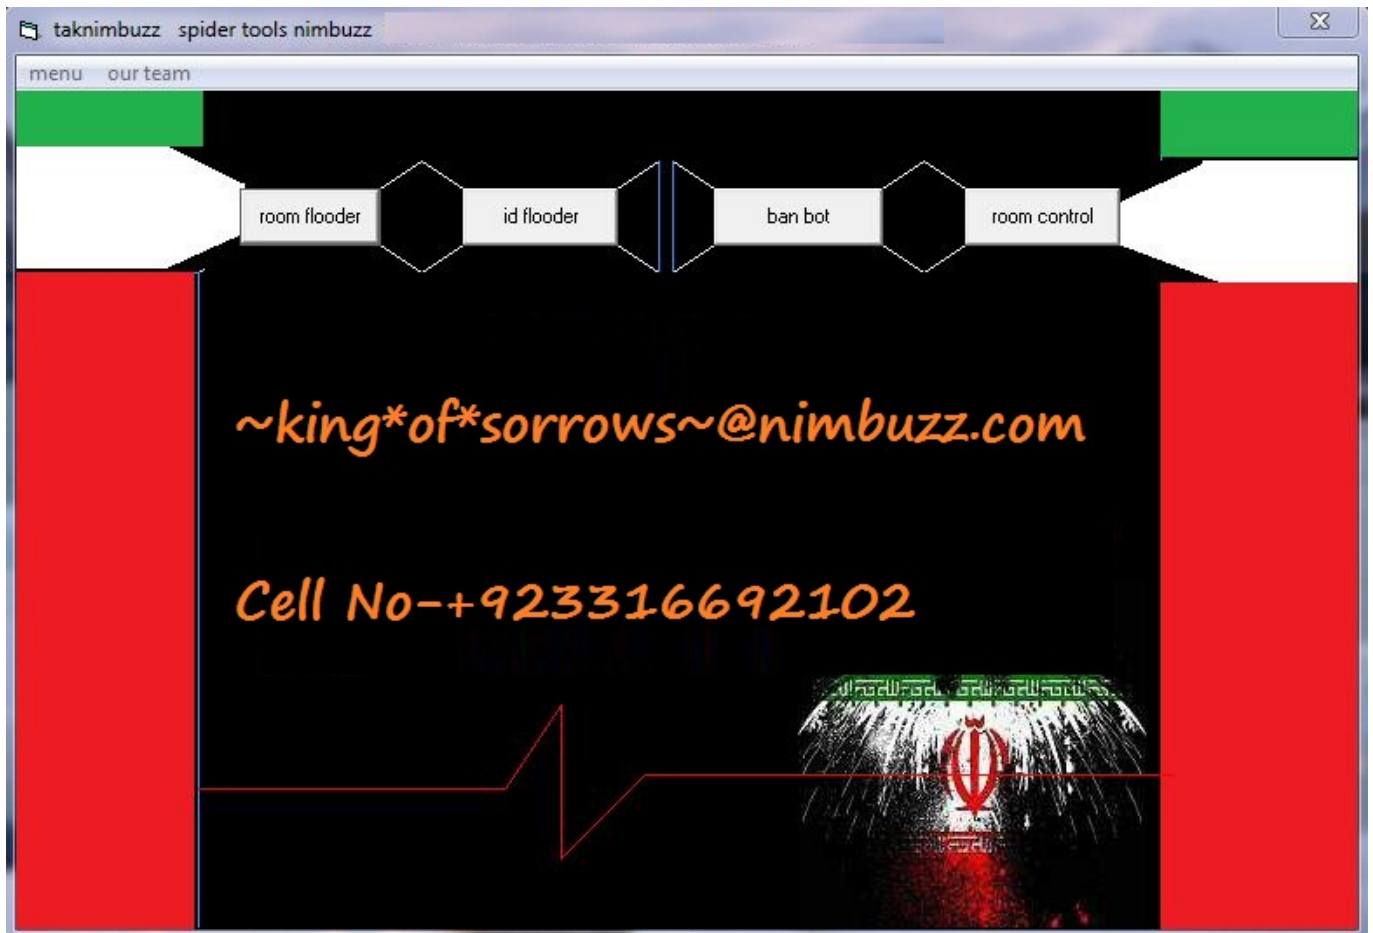 taknimbuzz spider tools nimbuzz
menu our team
room flooder id flooder ban bot room control
~king*of*sorrows~@nimbuzz.com
Cell No-+923316692102